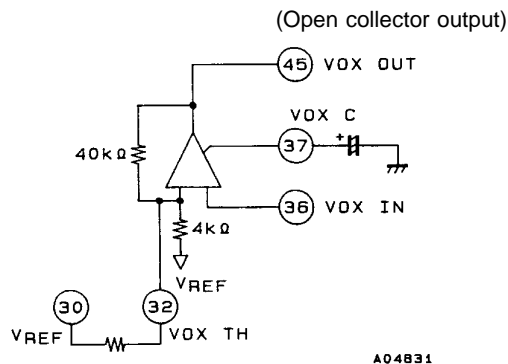 (Open collector output)
45 VOX OUT
VOX C
+
37
40kΩ
36 VOX IN
4kΩ
VREF
30 32
VREF VOX TH
A04831